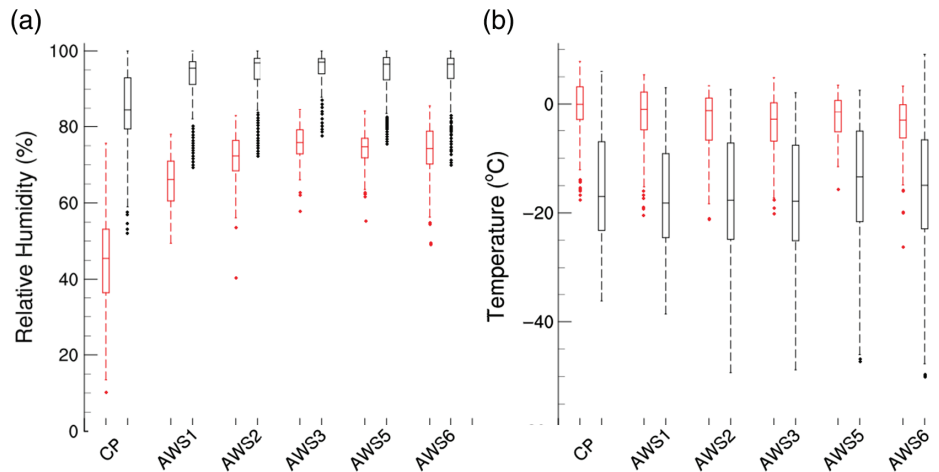 (a)
Relative Humidity (%)
100
80
60
40
20
0
CP
AWS1
AWS2
AWS3
AWS5
AWS6
(b)
Temperature (°C)
0
−20
−40
CP
AWS1
AWS2
AWS3
AWS5
AWS6